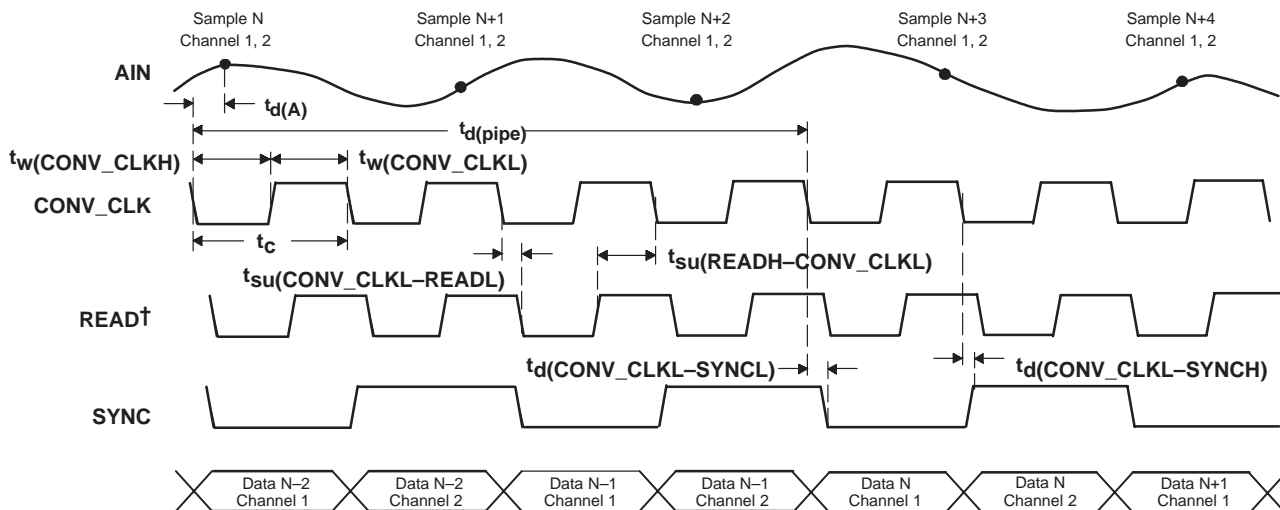 Sample N
Channel 1, 2
Sample N+1
Channel 1, 2
Sample N+2
Channel 1, 2
Sample N+3
Channel 1, 2
Sample N+4
Channel 1, 2
AIN
td(A)
td(pipe)
tw(CONV_CLKH)
tw(CONV_CLKL)
CONV_CLK
tc
tsu(CONV_CLKL–READL)
tsu(READH–CONV_CLKL)
READ†
td(CONV_CLKL–SYNCL)
td(CONV_CLKL–SYNCH)
SYNC
Data N–2
Channel 1
Data N–2
Channel 2
Data N–1
Channel 1
Data N–1
Channel 2
Data N
Channel 1
Data N
Channel 2
Data N+1
Channel 1